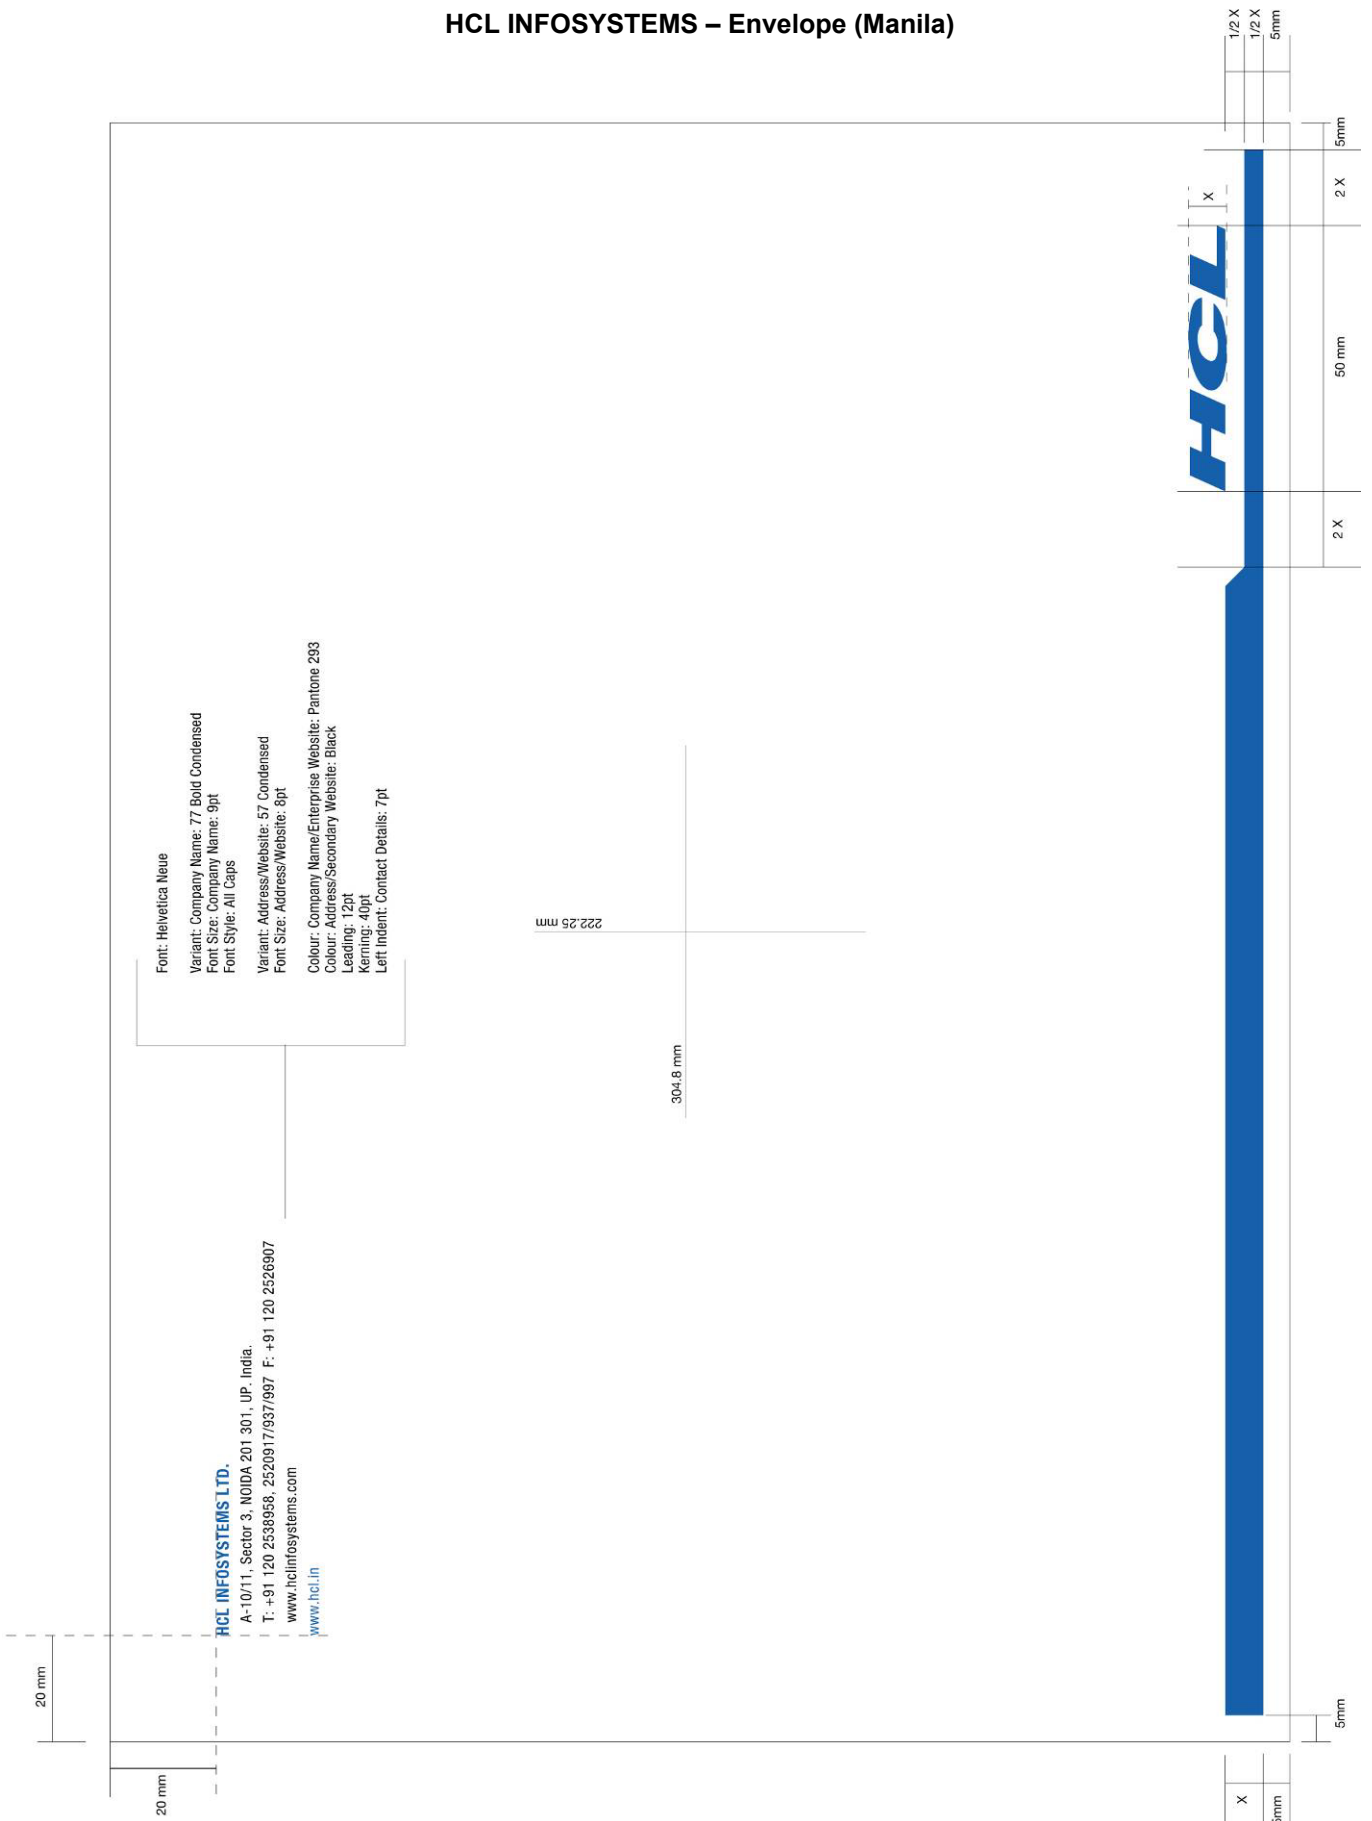 HCL INFOSYSTEMS – Envelope (Manila)
1/2 X
1/2 X
5mm
5mm
2 X
X
HCL
50 mm
2 X
Font: Helvetica Neue
Variant: Company Name: 77 Bold Condensed
Font Size: Company Name: 9pt
Font Style: All Caps
Variant: Address/Website: 57 Condensed
Font Size: Address/Website: 8pt
Colour: Company Name/Enterprise Website: Pantone 293
Colour: Address/Secondary Website: Black
Leading: 12pt
Kerning: 40pt
Left Indent: Contact Details: 7pt
222.25 mm
304.8 mm
HCL INFOSYSTEMS LTD.
A-10/11, Sector 3, NOIDA 201 301, UP. India.
T: +91 120 2538958, 2520917/937/997 F: +91 120 2526907
www.hclinfosystems.com
www.hcl.in
20 mm
20 mm
5mm
X
5mm